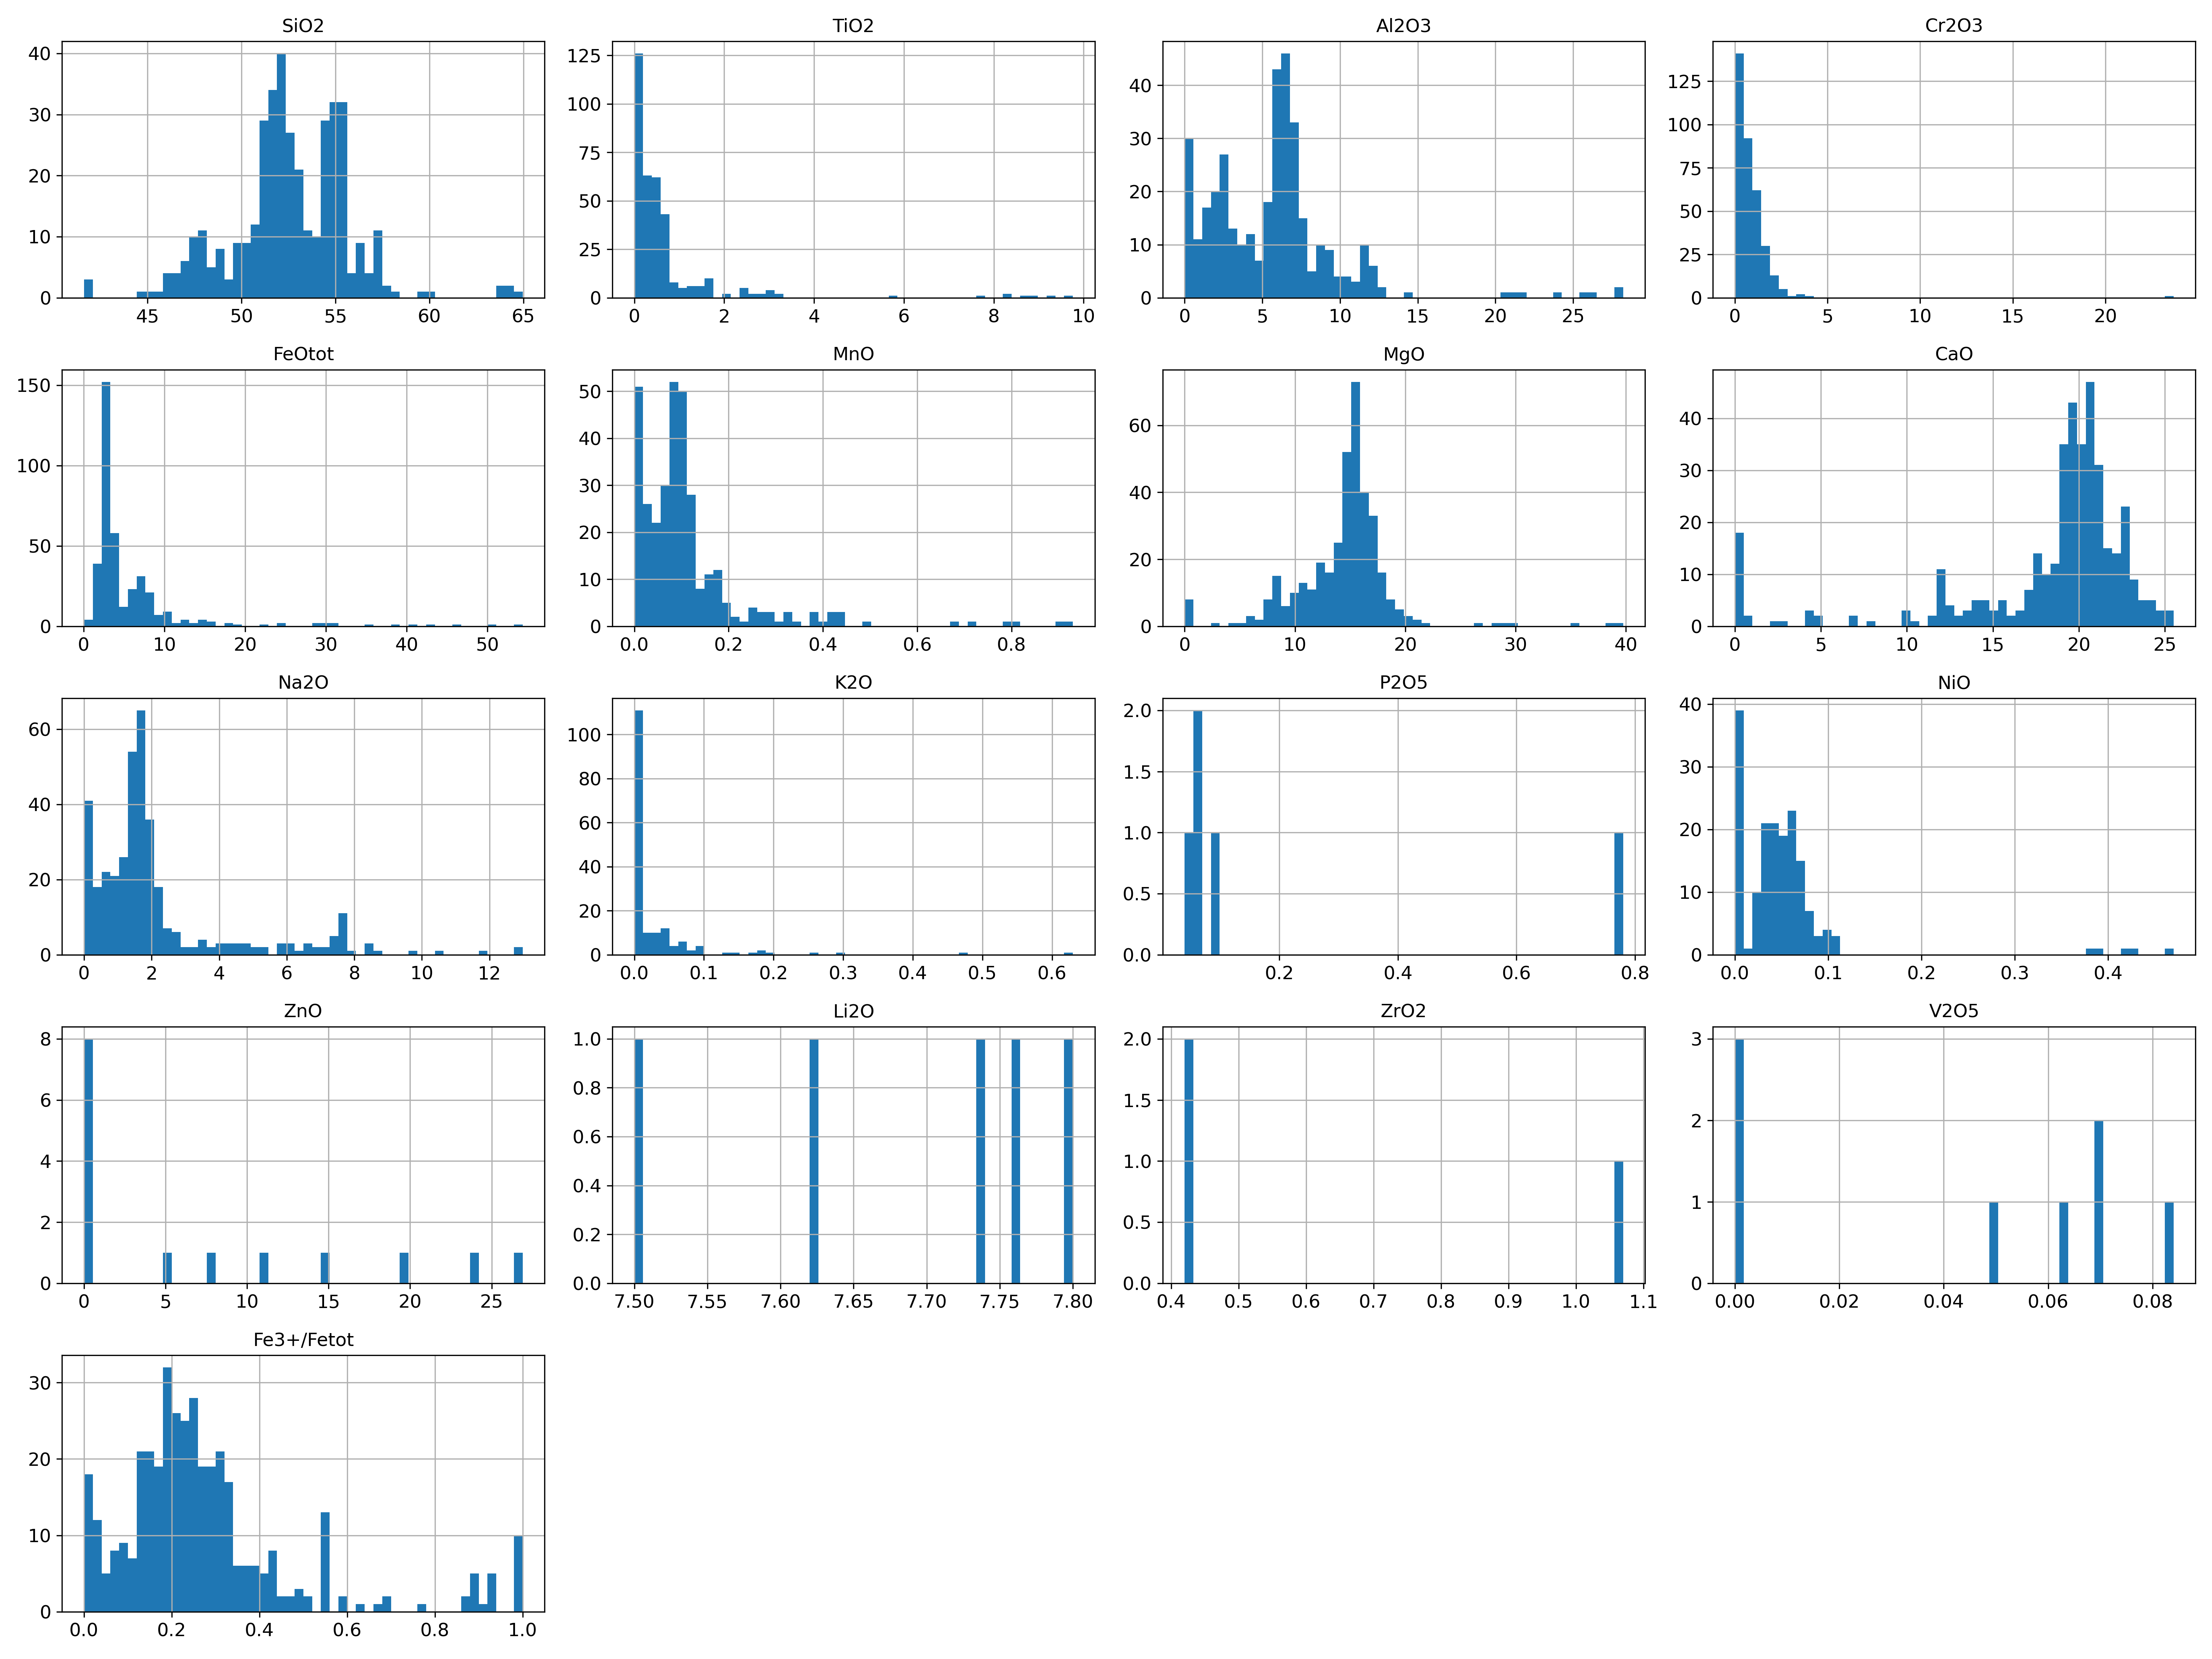 SiO2 TiO2 Al2O3 Cr2O3
40 125 40 125
30 100 30 100
20 75 20 75
50 50
10 25 10 25
0 0 0 0
45 50 55 60 65 0 2 4 6 8 10 0 5 10 15 20 25 0 5 10 15 20
FeOtot MnO MgO CaO
150 50 60 40
100 40 40 30
30 20
50 20 20 10
10
0 0 0 0
0 10 20 30 40 50 0.0 0.2 0.4 0.6 0.8 0 10 20 30 40 0 5 10 15 20 25
Na2O K2O P2O5 NiO
60 100 2.0 40
80 1.5 30
40 60 1.0 20
20 40 0.5 10
20
0 0 0.0 0
0 2 4 6 8 10 12 0.0 0.1 0.2 0.3 0.4 0.5 0.6 0.2 0.4 0.6 0.8 0.0 0.1 0.2 0.3 0.4
ZnO Li2O ZrO2 V2O5
8 1.0 2.0 3
6 0.8 1.5 2
4 0.6 1.0
2 0.4 0.5 1
0.2
0 0.0 0.0 0
0 5 10 15 20 25 7.50 7.55 7.60 7.65 7.70 7.75 7.80 0.4 0.5 0.6 0.7 0.8 0.9 1.0 1.1 0.00 0.02 0.04 0.06 0.08
Fe3+/Fetot
30
20
10
0
0.0 0.2 0.4 0.6 0.8 1.0